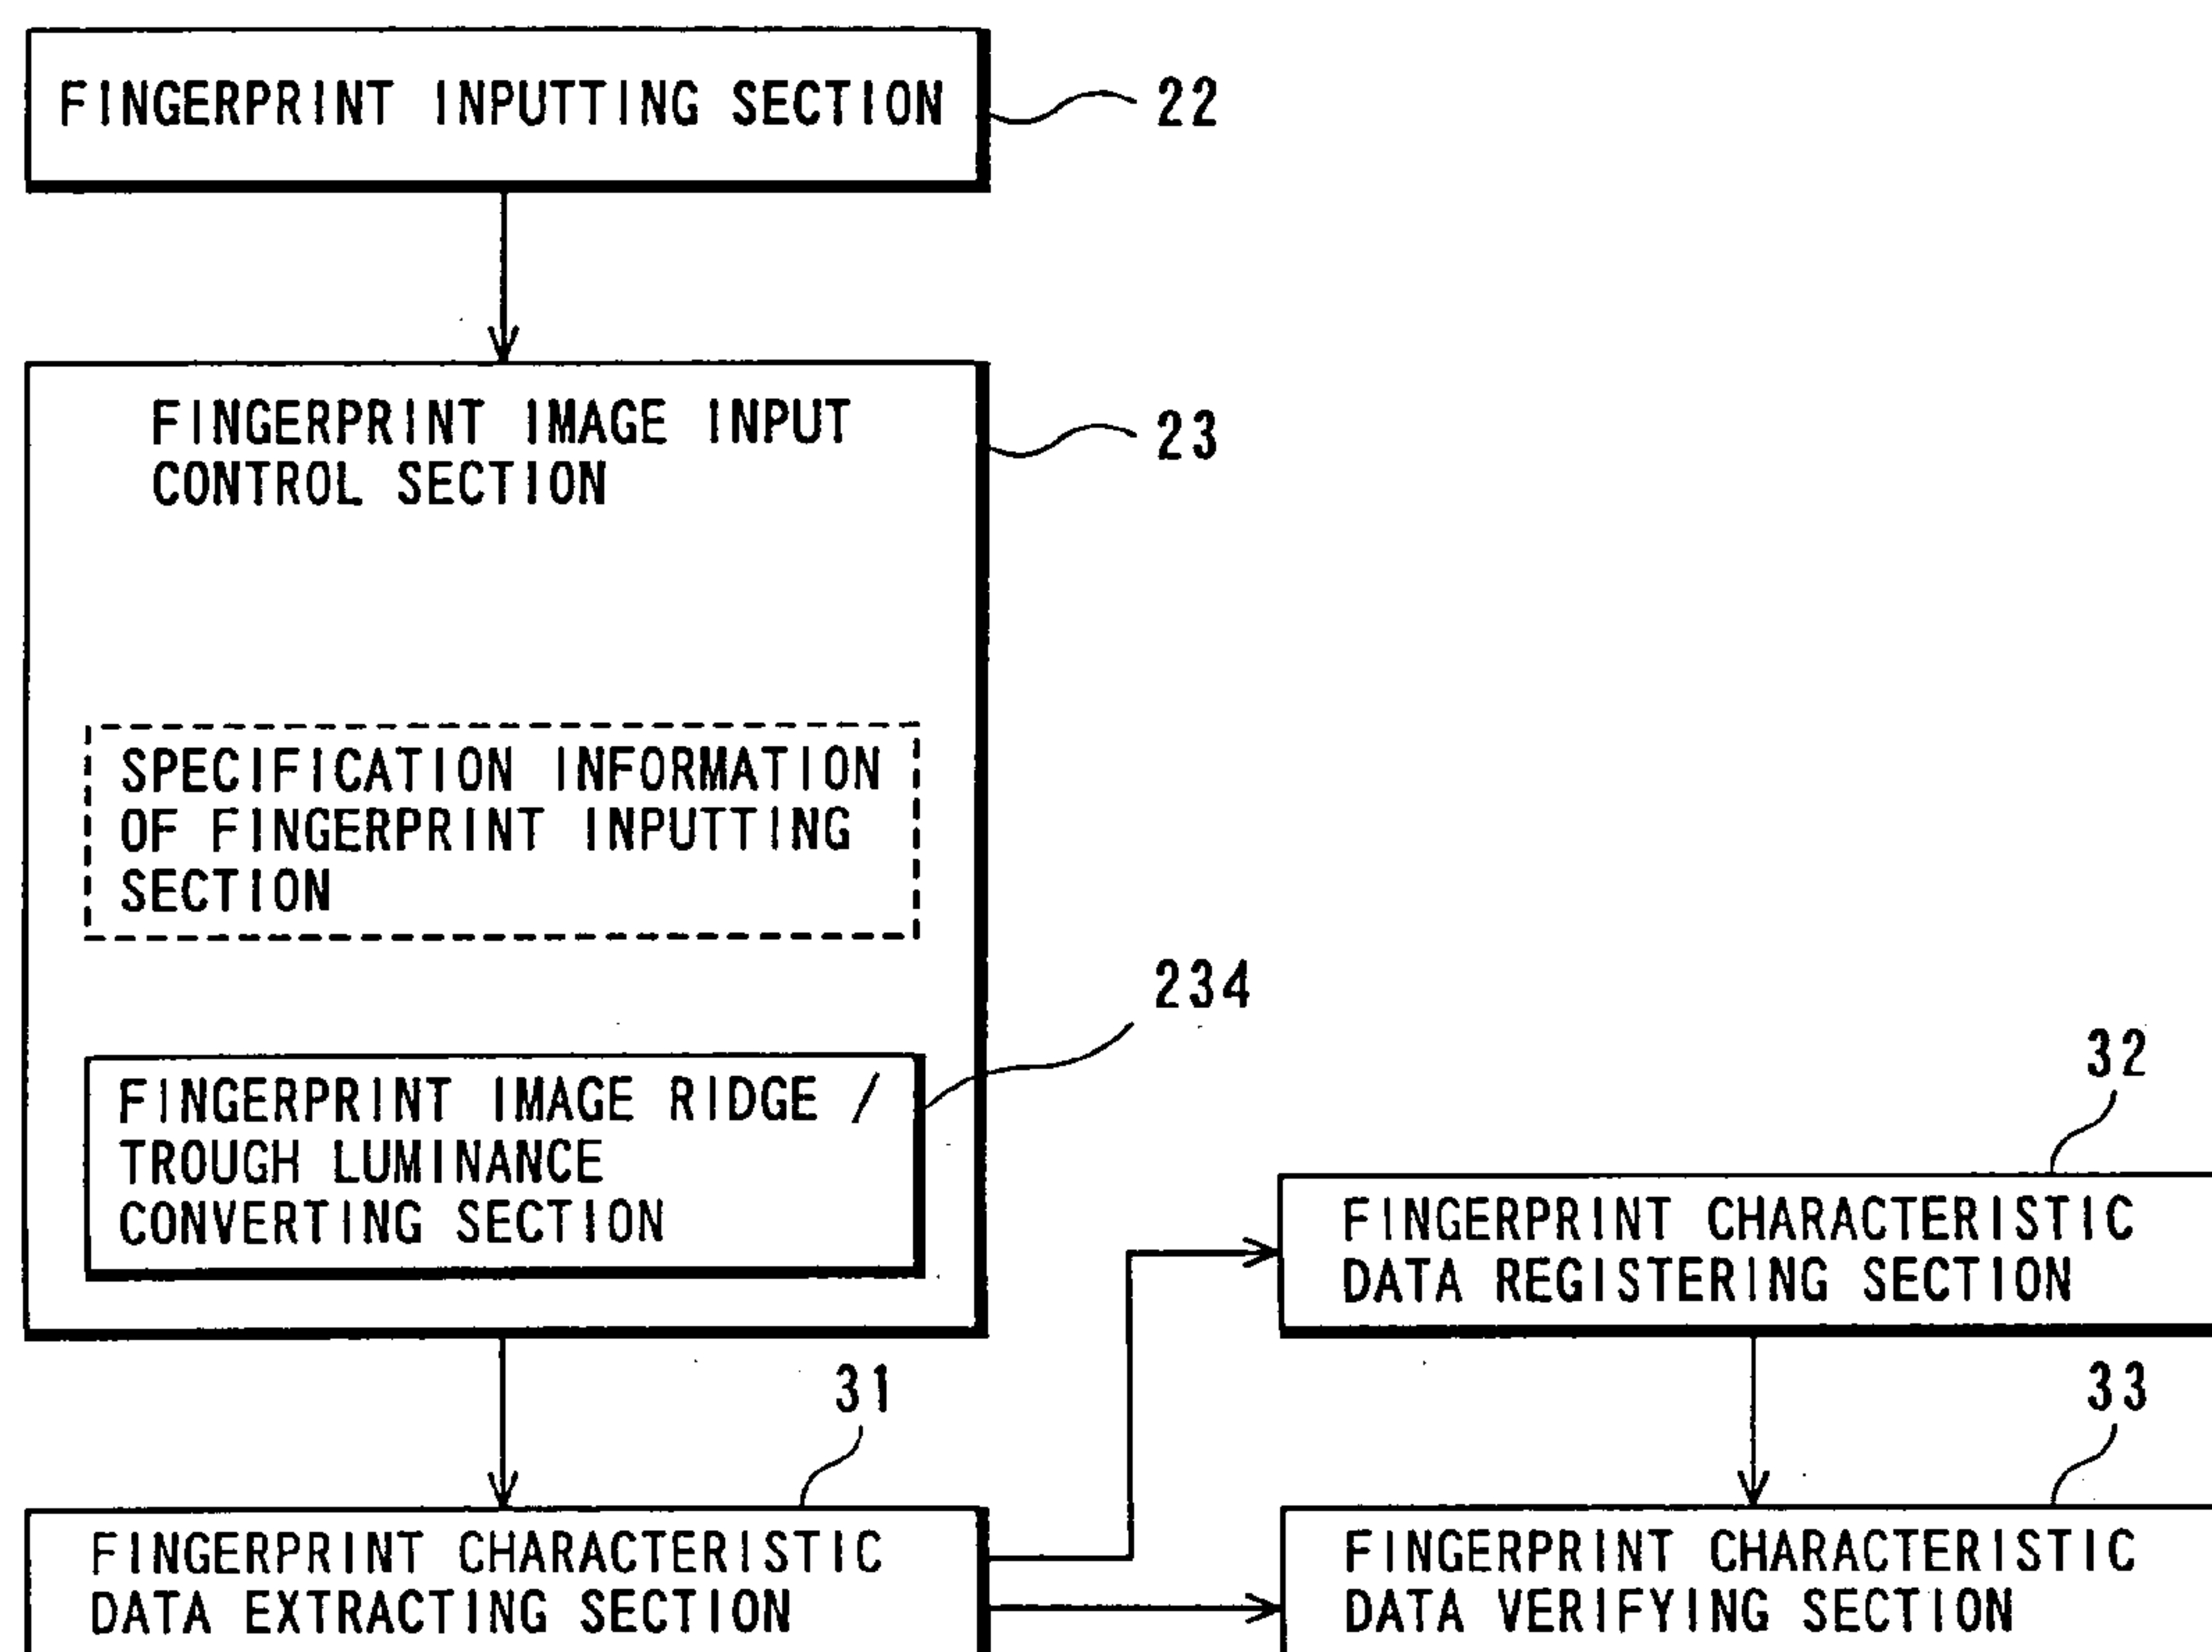 FINGERPRINT INPUTTING SECTION
22
FINGERPRINT IMAGE INPUT
CONTROL SECTION
23
SPECIFICATION INFORMATION
OF FINGERPRINT INPUTTING
SECTION
234
FINGERPRINT IMAGE RIDGE /
TROUGH LUMINANCE
CONVERTING SECTION
32
FINGERPRINT CHARACTERISTIC
DATA REGISTERING SECTION
31
FINGERPRINT CHARACTERISTIC
DATA EXTRACTING SECTION
33
FINGERPRINT CHARACTERISTIC
DATA VERIFYING SECTION